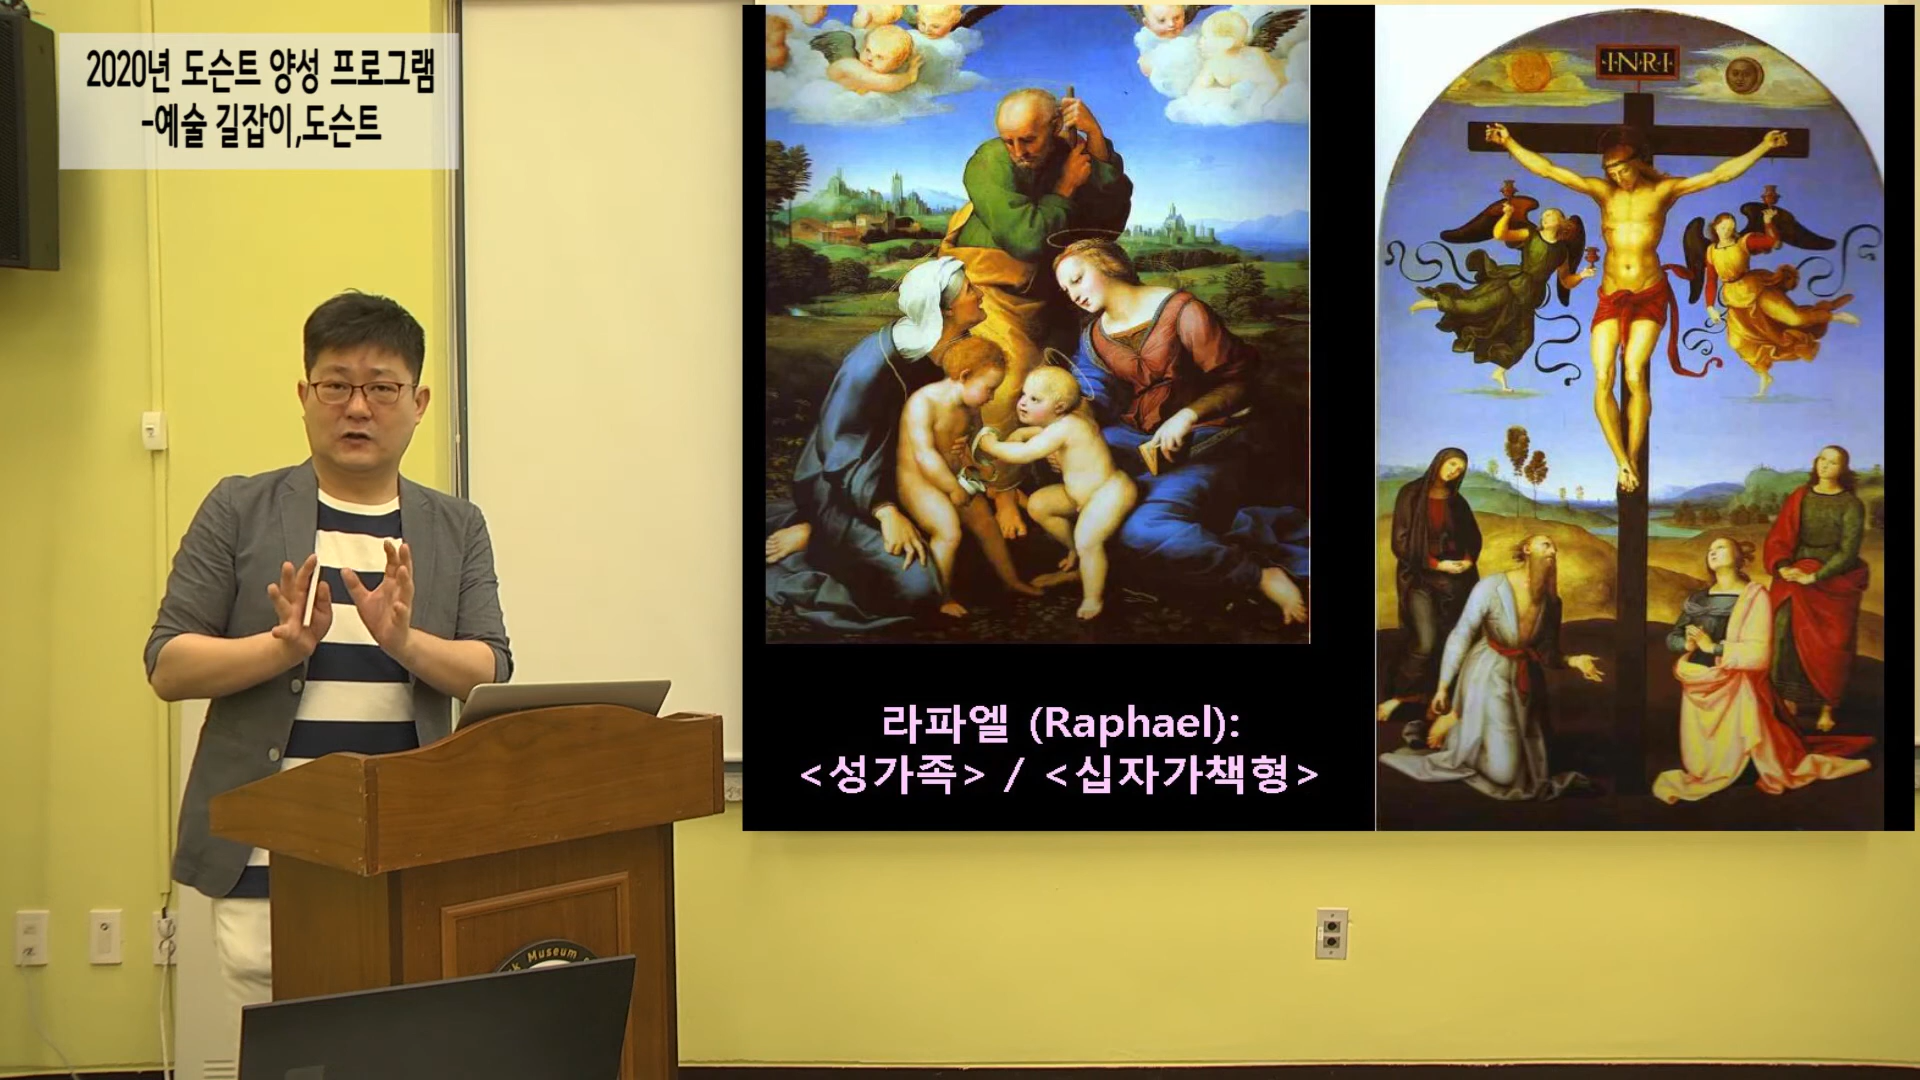 2020년 도슨트 양성 프로그램
-예술 길잡이,도슨트
·I·N·R·I·
라파엘 (Raphael):
<성가족> / <십자가책형>
Museum